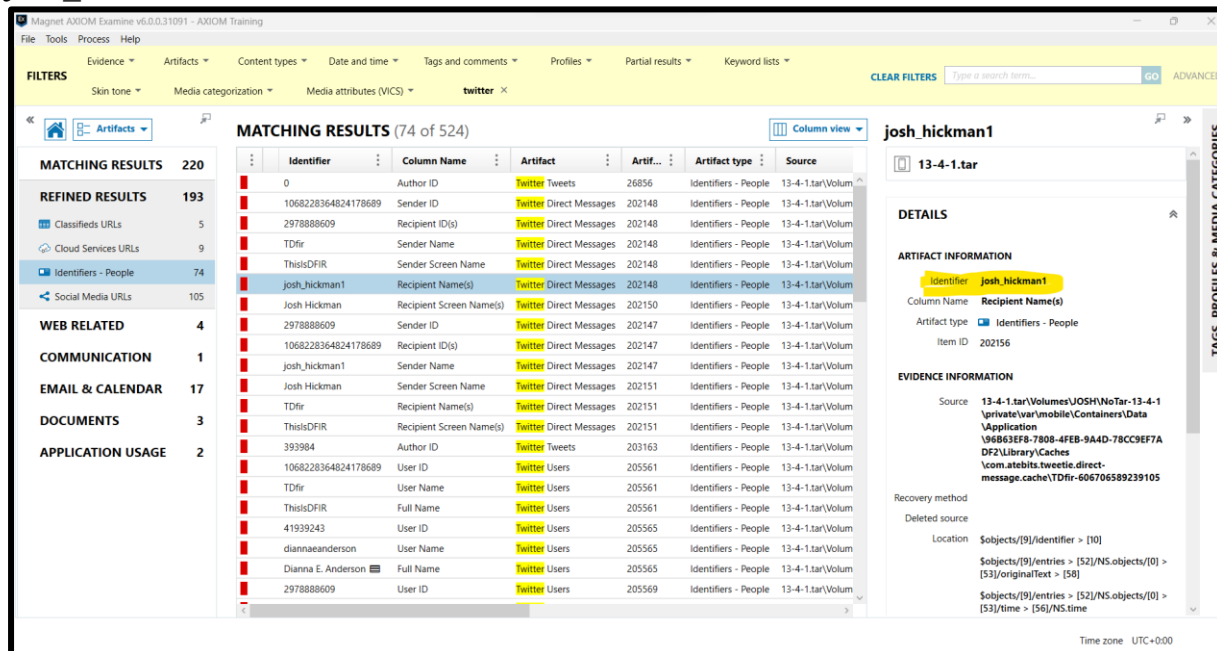 Magnet AXIOM Examine v6.0.0.31091 - AXIOM Training
File Tools Process Help
FILTERS
Evidence Artifacts Content types Date and time Tags and comments Profiles Partial results Keyword lists
Skin tone Media categorization Media attributes (VICS) twitter ×
CLEAR FILTERS Type a search term... GO ADVANCED
Artifacts
MATCHING RESULTS 220
REFINED RESULTS 193
Classifieds URLs 5
Cloud Services URLs 9
Identifiers - People 74
Social Media URLs 105
WEB RELATED 4
COMMUNICATION 1
EMAIL & CALENDAR 17
DOCUMENTS 3
APPLICATION USAGE 2
MATCHING RESULTS (74 of 524) Column view
Identifier Column Name Artifact Artif... Artifact type Source
0 Author ID Twitter Tweets 26856 Identifiers - People 13-4-1.tar\Volum
1068228364824178689 Sender ID Twitter Direct Messages 202148 Identifiers - People 13-4-1.tar\Volum
2978888609 Recipient ID(s) Twitter Direct Messages 202148 Identifiers - People 13-4-1.tar\Volum
TDfir Sender Name Twitter Direct Messages 202148 Identifiers - People 13-4-1.tar\Volum
ThisIsDFIR Sender Screen Name Twitter Direct Messages 202148 Identifiers - People 13-4-1.tar\Volum
josh_hickman1 Recipient Name(s) Twitter Direct Messages 202148 Identifiers - People 13-4-1.tar\Volum
Josh Hickman Recipient Screen Name(s) Twitter Direct Messages 202150 Identifiers - People 13-4-1.tar\Volum
2978888609 Sender ID Twitter Direct Messages 202147 Identifiers - People 13-4-1.tar\Volum
1068228364824178689 Recipient ID(s) Twitter Direct Messages 202147 Identifiers - People 13-4-1.tar\Volum
josh_hickman1 Sender Name Twitter Direct Messages 202147 Identifiers - People 13-4-1.tar\Volum
Josh Hickman Sender Screen Name Twitter Direct Messages 202151 Identifiers - People 13-4-1.tar\Volum
TDfir Recipient Name(s) Twitter Direct Messages 202151 Identifiers - People 13-4-1.tar\Volum
ThisIsDFIR Recipient Screen Name(s) Twitter Direct Messages 202151 Identifiers - People 13-4-1.tar\Volum
393984 Author ID Twitter Tweets 203163 Identifiers - People 13-4-1.tar\Volum
1068228364824178689 User ID Twitter Users 205561 Identifiers - People 13-4-1.tar\Volum
TDfir User Name Twitter Users 205561 Identifiers - People 13-4-1.tar\Volum
ThisIsDFIR Full Name Twitter Users 205561 Identifiers - People 13-4-1.tar\Volum
41939243 User ID Twitter Users 205565 Identifiers - People 13-4-1.tar\Volum
diannaeanderson User Name Twitter Users 205565 Identifiers - People 13-4-1.tar\Volum
Dianna E. Anderson Full Name Twitter Users 205565 Identifiers - People 13-4-1.tar\Volum
2978888609 User ID Twitter Users 205569 Identifiers - People 13-4-1.tar\Volum
josh_hickman1
13-4-1.tar
DETAILS
ARTIFACT INFORMATION
Identifier josh_hickman1
Column Name Recipient Name(s)
Artifact type Identifiers - People
Item ID 202156
EVIDENCE INFORMATION
Source 13-4-1.tar\Volumes\JOSH\NoTar-13-4-1
\private\var\mobile\Containers\Data
\Application
\96B63EF8-7808-4FEB-9A4D-78CC9EF7A
DF2\Library\Caches
\com.atebits.tweetie.direct-
message.cache\TDfir-606706589239105
Recovery method
Deleted source
Location $objects/[9]/identifier > [10]
$objects/[9]/entries > [52]/NS.objects/[0] >
[53]/originalText > [58]
$objects/[9]/entries > [52]/NS.objects/[0] >
[53]/time > [56]/NS.time
TAGS, PROFILES & MEDIA CATEGORIES
Time zone UTC+0:00